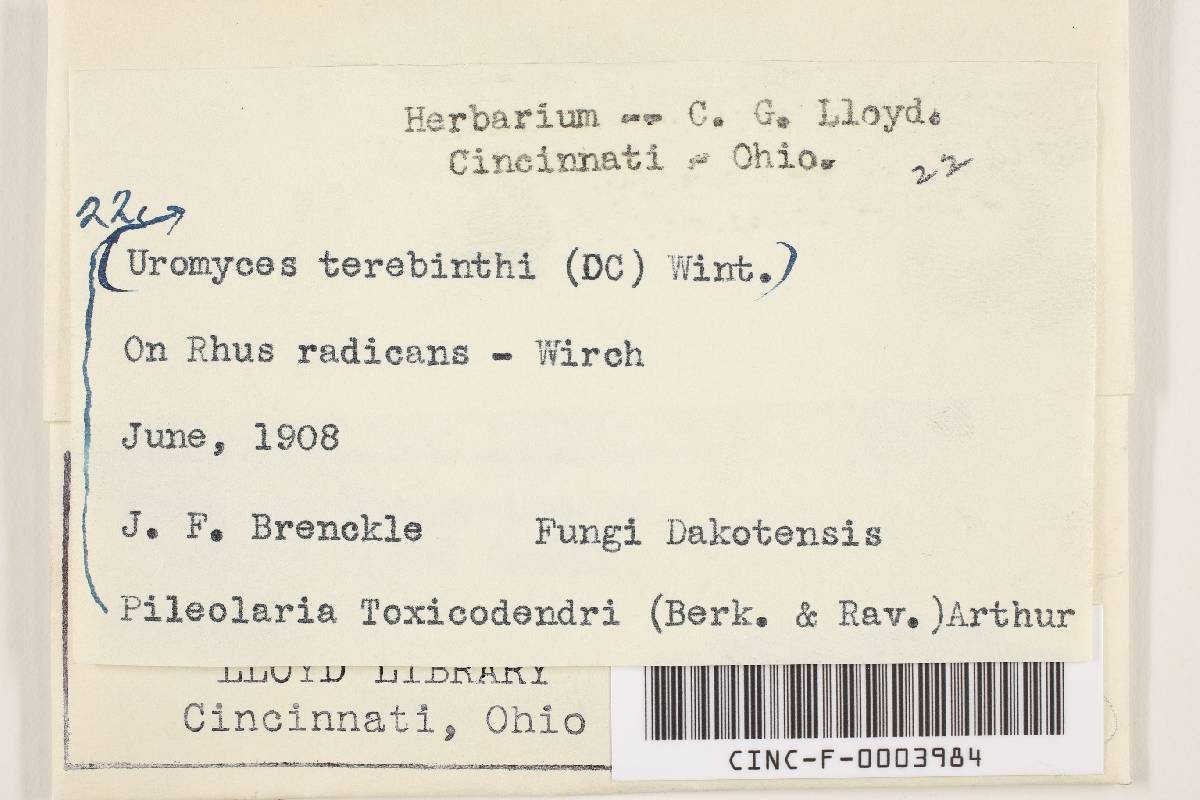 Herbarium -- C. G. Lloyd.
Cincinnati - Ohio.
22
22.
(Uromyces terebinthi (DC) Wint.)
On Rhus radicans - Wirch
June, 1908
J. F. Brenckle Fungi Dakotensis
Pileolaria Toxicodendri (Berk. & Rav.)Arthur
LLOYD LIBRARY
Cincinnati, Ohio
CINC-F-0003984